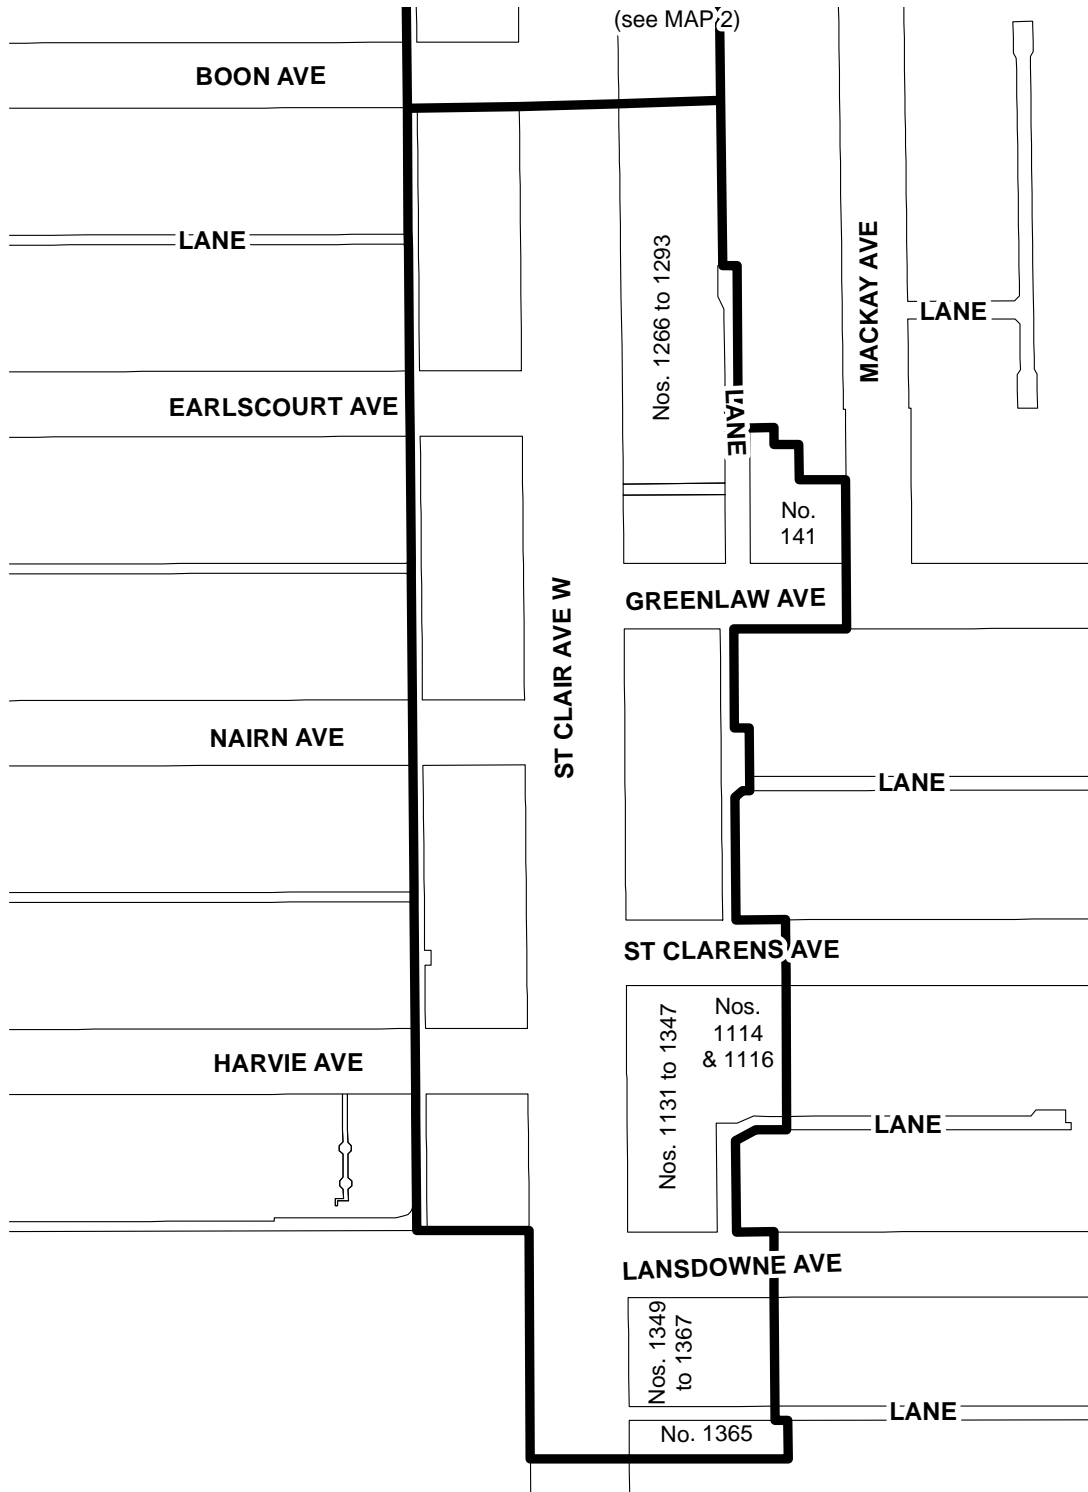 (see MAP 2)
BOON AVE
LANE
Nos. 1266 to 1293
MACKAY AVE
LANE
EARLSCOURT AVE
LANE
No.
141
ST CLAIR AVE W
GREENLAW AVE
NAIRN AVE
LANE
ST CLARENS AVE
Nos. 1131 to 1347
Nos.
1114
& 1116
HARVIE AVE
LANE
LANSDOWNE AVE
Nos. 1349
to 1367
LANE
No. 1365